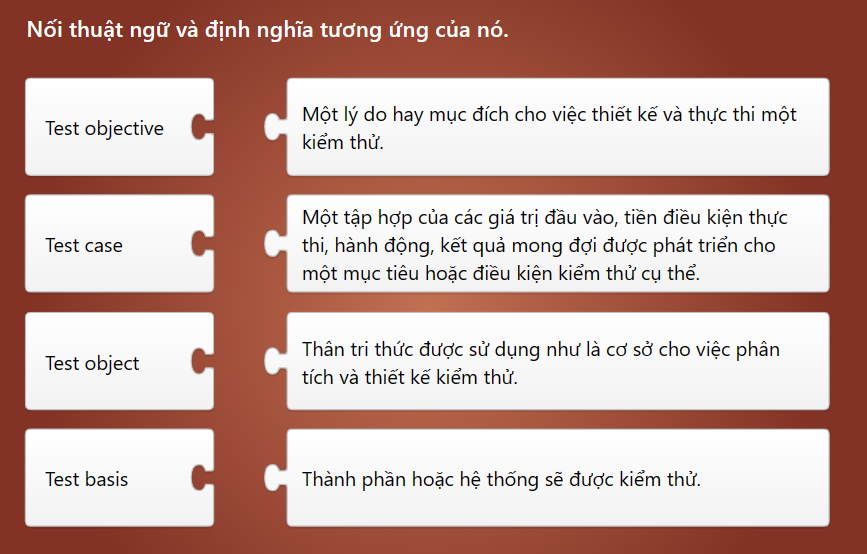 Nối thuật ngữ và định nghĩa tương ứng của nó.
Test objective
Một lý do hay mục đích cho việc thiết kế và thực thi một
kiểm thử.
Test case
Một tập hợp của các giá trị đầu vào, tiền điều kiện thực
thi, hành động, kết quả mong đợi được phát triển cho
một mục tiêu hoặc điều kiện kiểm thử cụ thể.
Test object
Thân tri thức được sử dụng như là cơ sở cho việc phân
tích và thiết kế kiểm thử.
Test basis
Thành phần hoặc hệ thống sẽ được kiểm thử.